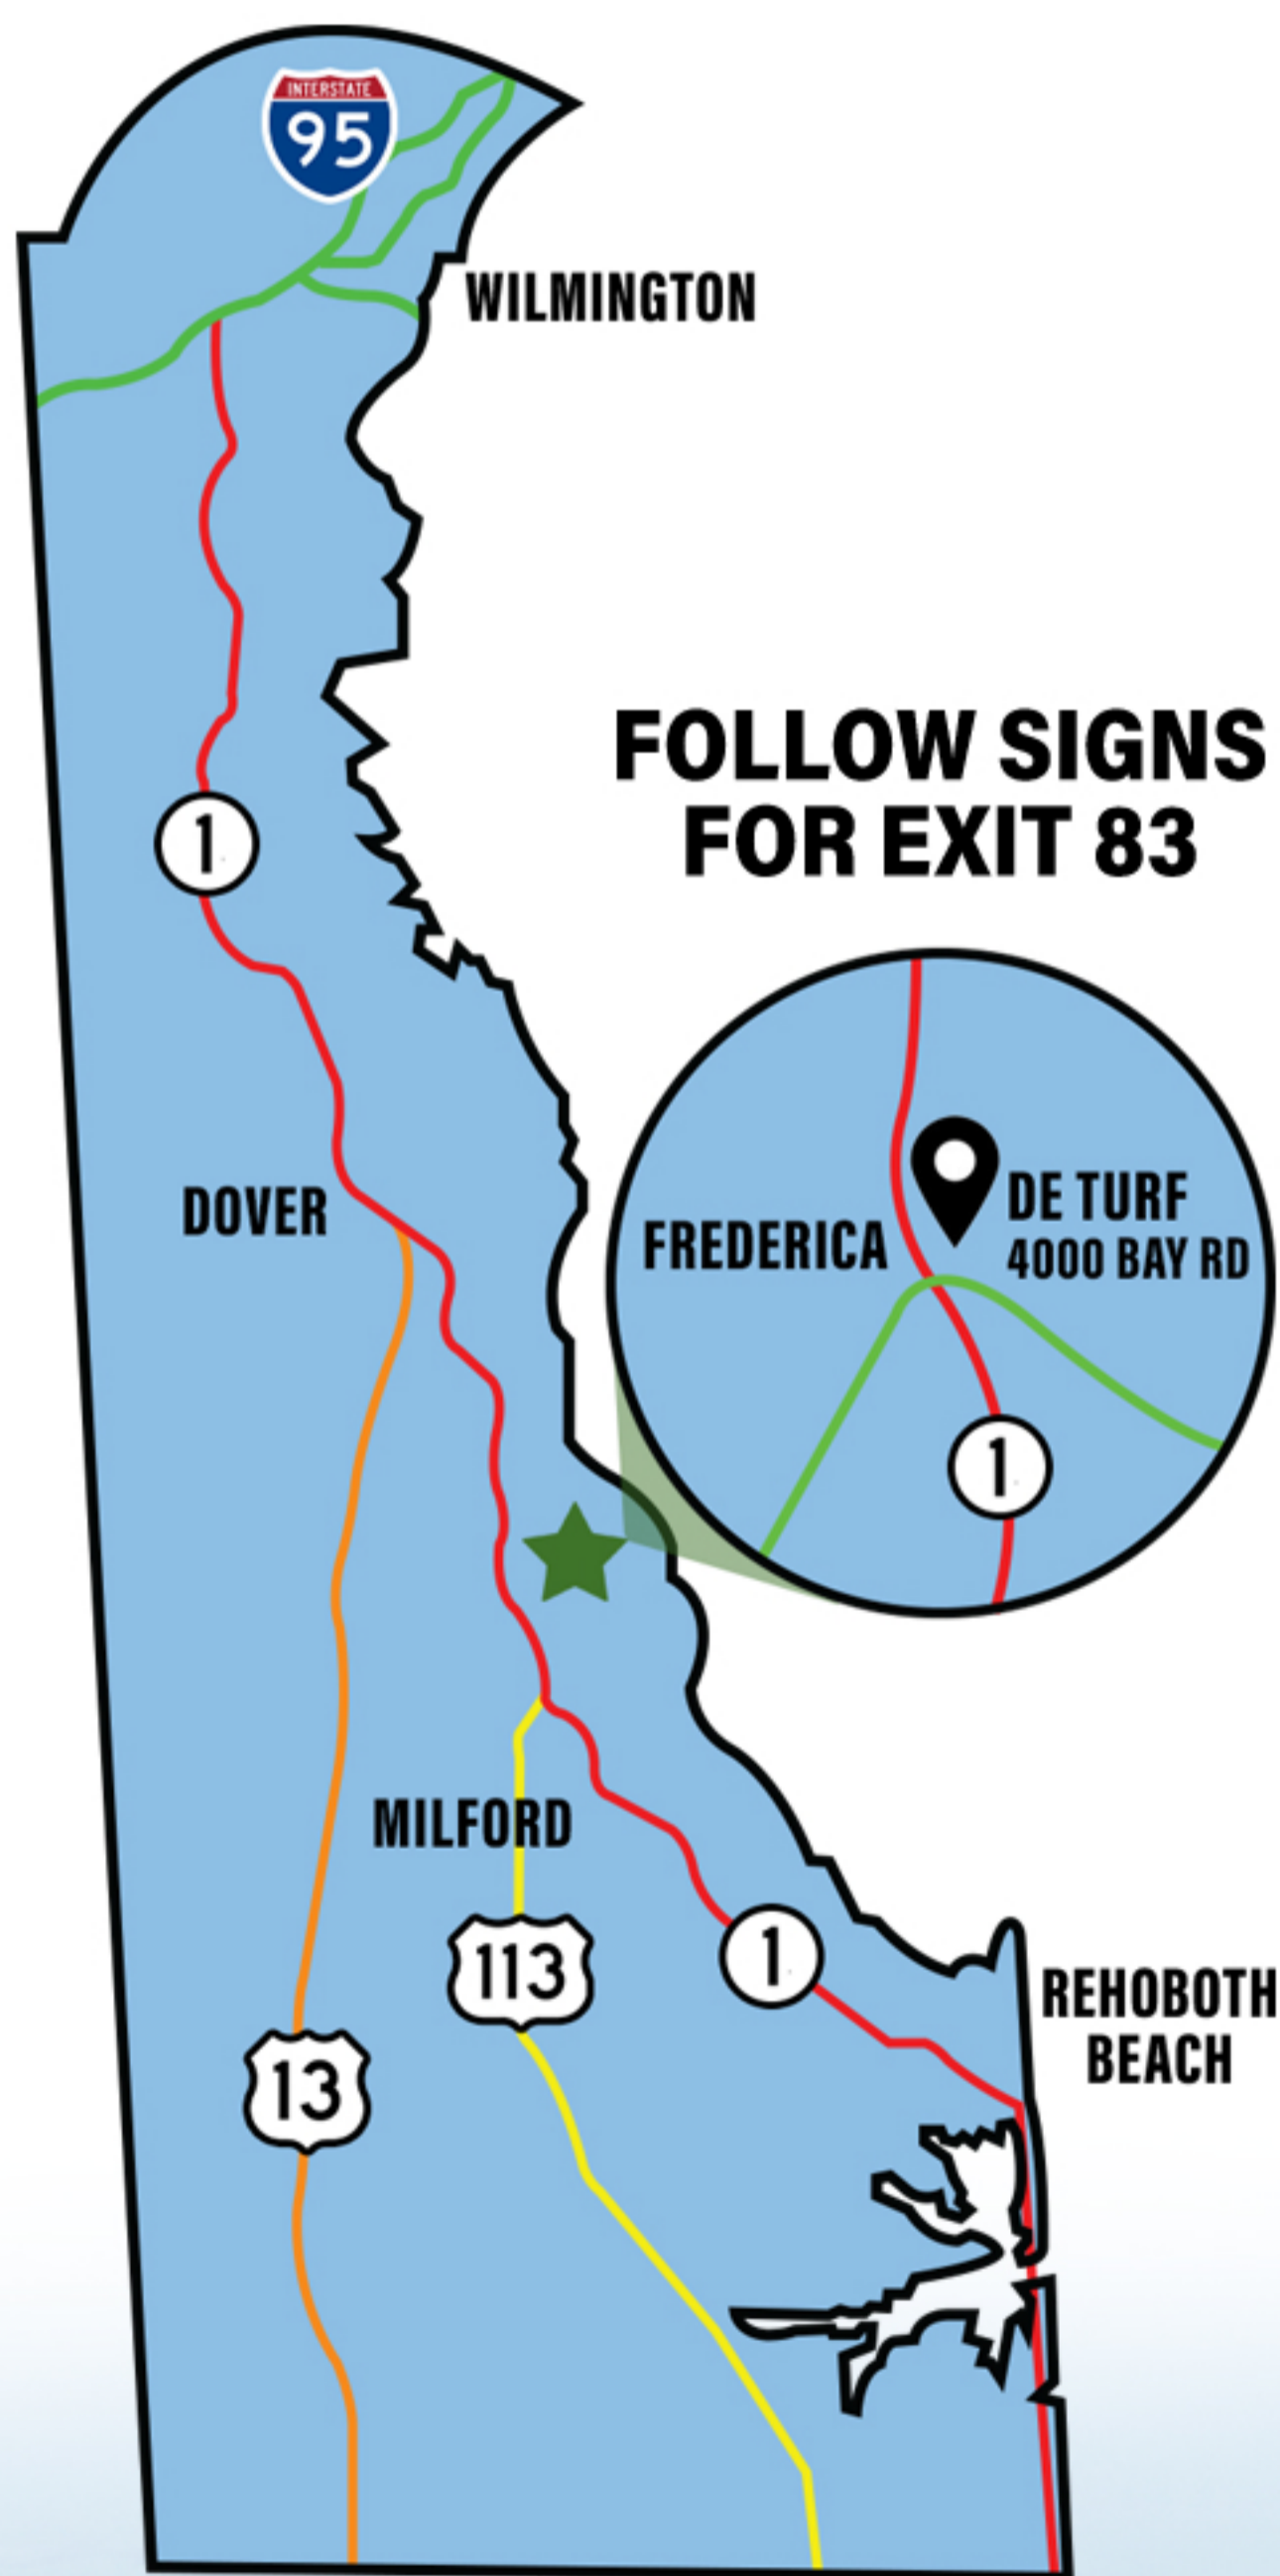 INTERSTATE
95
WILMINGTON
FOLLOW SIGNS
FOR EXIT 83
1
DOVER
FREDERICA
DE TURF
4000 BAY RD
1
MILFORD
113
1
REHOBOTH
BEACH
13